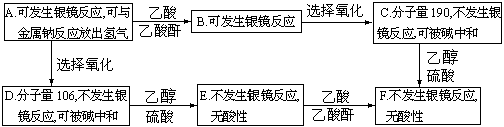 A.可发生银镜反应,可与
金属钠反应放出氢气
乙酸
乙酸酐
B.可发生银镜反应
选择氧化
C.分子量190,不发生银
镜反应,可被碱中和
选择氧化
乙醇
硫酸
D.分子量106,不发生银
镜反应,可被碱中和
乙醇
硫酸
E.不发生银镜反应,
无酸性
乙酸
乙酸酐
F.不发生银镜反应,
无酸性